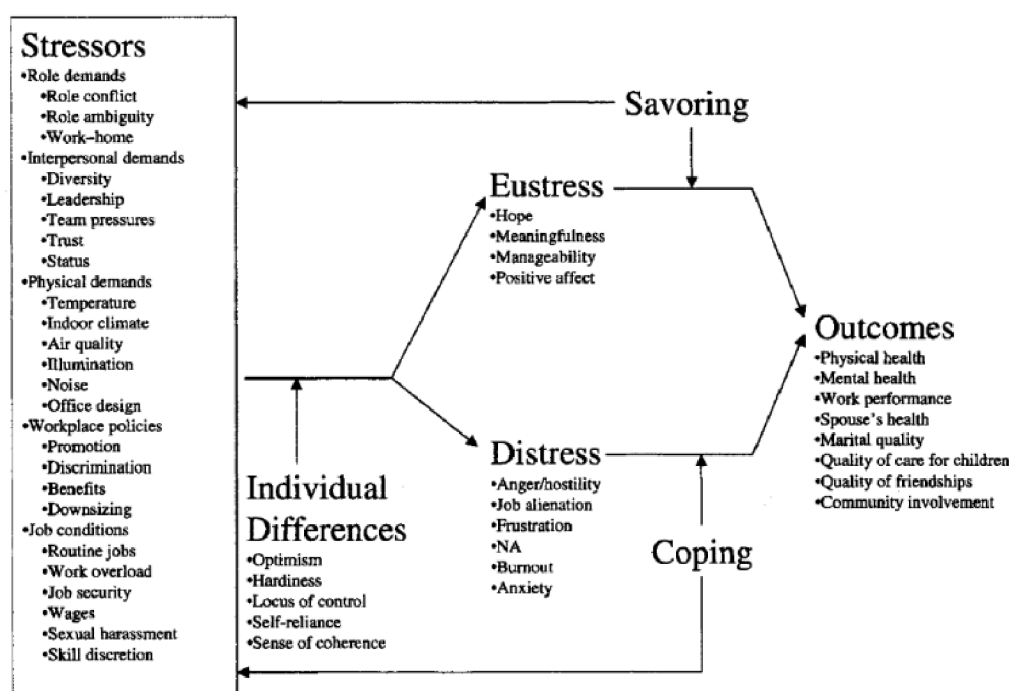 Stressors
•Role demands
•Role conflict
•Role ambiguity
•Work–home
•Interpersonal demands
•Diversity
•Leadership
•Team pressures
•Trust
•Status
•Physical demands
•Temperature
•Indoor climate
•Air quality
•Illumination
•Noise
•Office design
•Workplace policies
•Promotion
•Discrimination
•Benefits
•Downsizing
•Job conditions
•Routine jobs
•Work overload
•Job security
•Wages
•Sexual harassment
•Skill discretion
Individual
Differences
•Optimism
•Hardiness
•Locus of control
•Self-reliance
•Sense of coherence
Savoring
Eustress
•Hope
•Meaningfulness
•Manageability
•Positive affect
Distress
•Anger/hostility
•Job alienation
•Frustration
•NA
•Burnout
•Anxiety
Coping
Outcomes
•Physical health
•Mental health
•Work performance
•Spouse's health
•Marital quality
•Quality of care for children
•Quality of friendships
•Community involvement